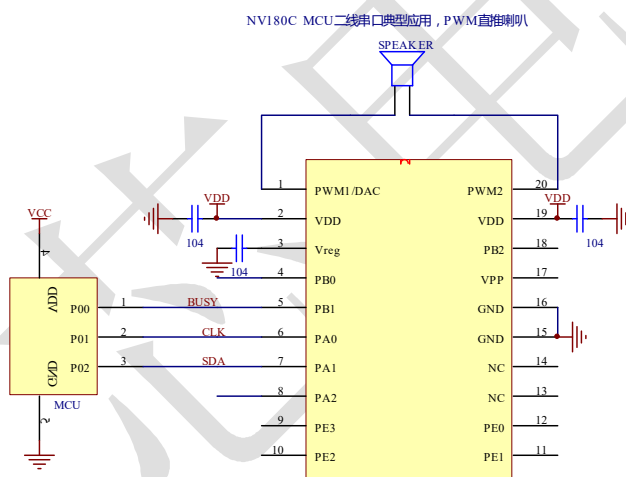 NV180C MCU二线串口典型应用，PWM直推喇叭
SPEAKER
1 PWM1/DAC PWM2 20
VDD VDD
2 VDD VDD 19
104 104
VCC
3 Vreg PB2 18
104
4
4 PB0 VPP 17
VDD
P00 1 BUSY 5 PB1 GND 16
P01 2 CLK 6 PA0 GND 15
P02 3 SDA 7 PA1 NC 14
GND
MCU
2
8 PA2 NC 13
9 PE3 PE0 12
10 PE2 PE1 11